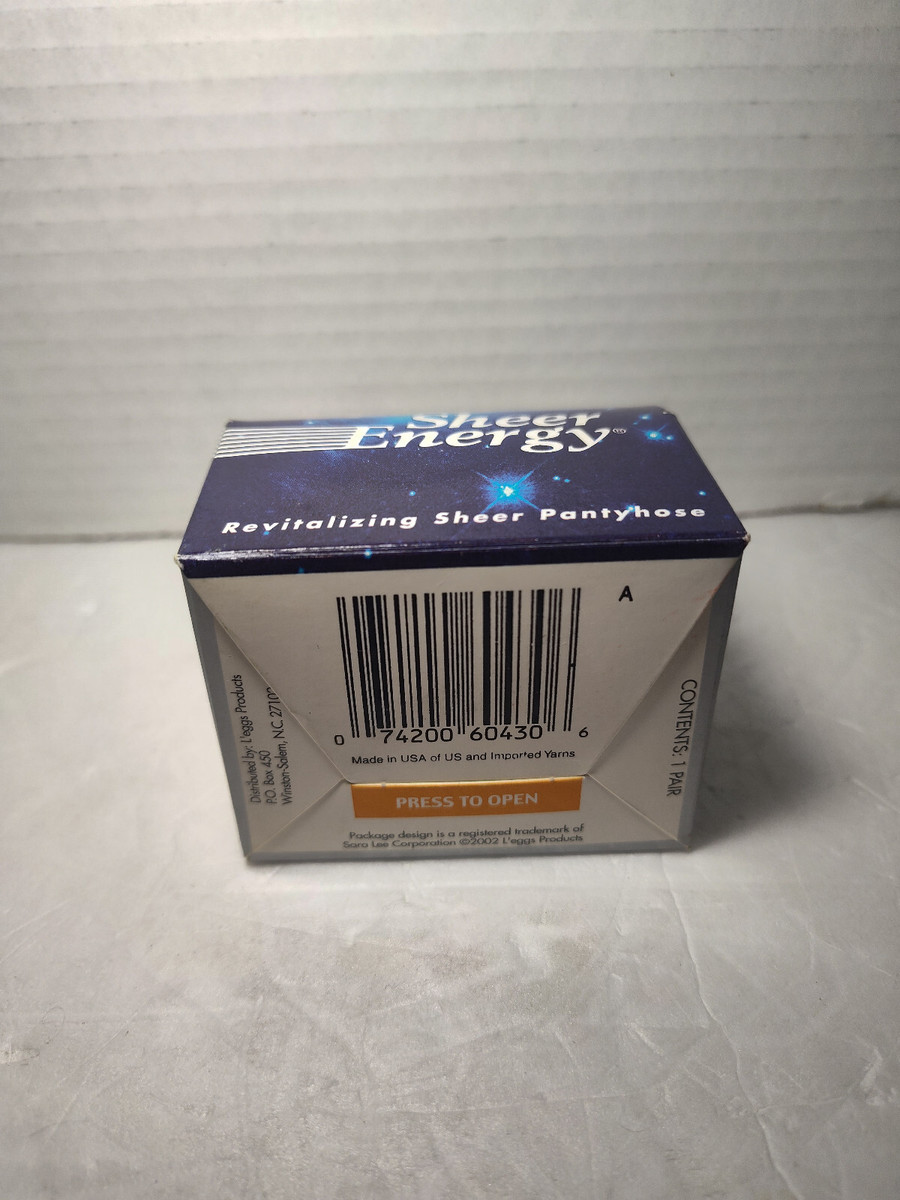 Sheer
Energy®
Revitalizing Sheer Pantyhose
A
0 74200 60430 6
Made in USA of US and Imported Yarns
PRESS TO OPEN
Package design is a registered trademark of
Sara Lee Corporation ©2002 L'eggs Products
Distributed by: L'eggs Products
P.O. Box 450
Winston-Salem, N.C.
CONTENTS: 1 PAIR